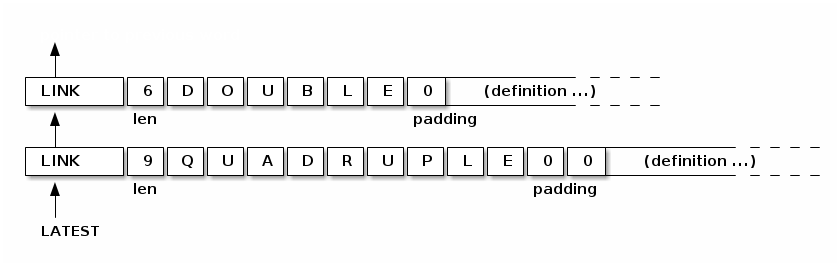 LINK 6 D O U B L E 0 (definition ...)
len padding
LINK 9 Q U A D R U P L E 0 0 (definition ...)
len padding
LATEST